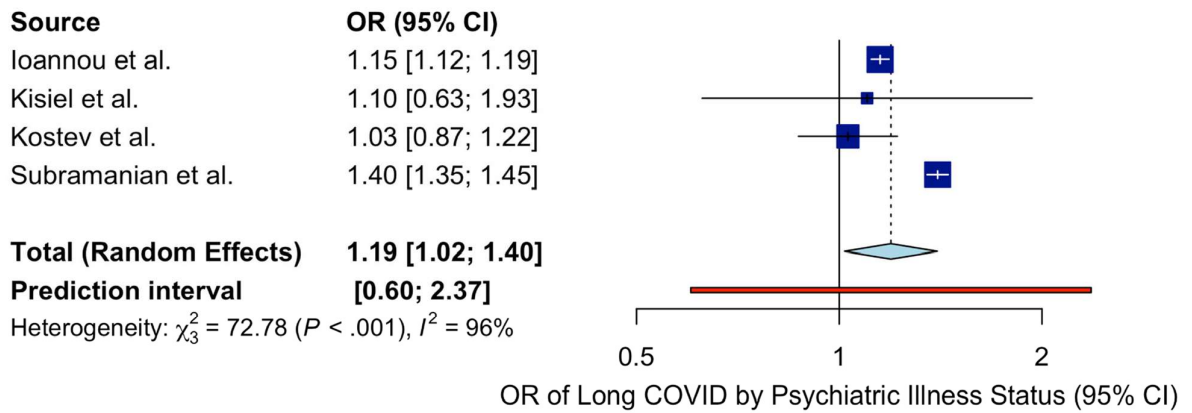 Source OR (95% CI)
Ioannou et al. 1.15 [1.12; 1.19]
Kisiel et al. 1.10 [0.63; 1.93]
Kostev et al. 1.03 [0.87; 1.22]
Subramanian et al. 1.40 [1.35; 1.45]
Total (Random Effects) 1.19 [1.02; 1.40]
Prediction interval [0.60; 2.37]
Heterogeneity: χ²₃ = 72.78 (P < .001), I² = 96%
0.5 1 2
OR of Long COVID by Psychiatric Illness Status (95% CI)